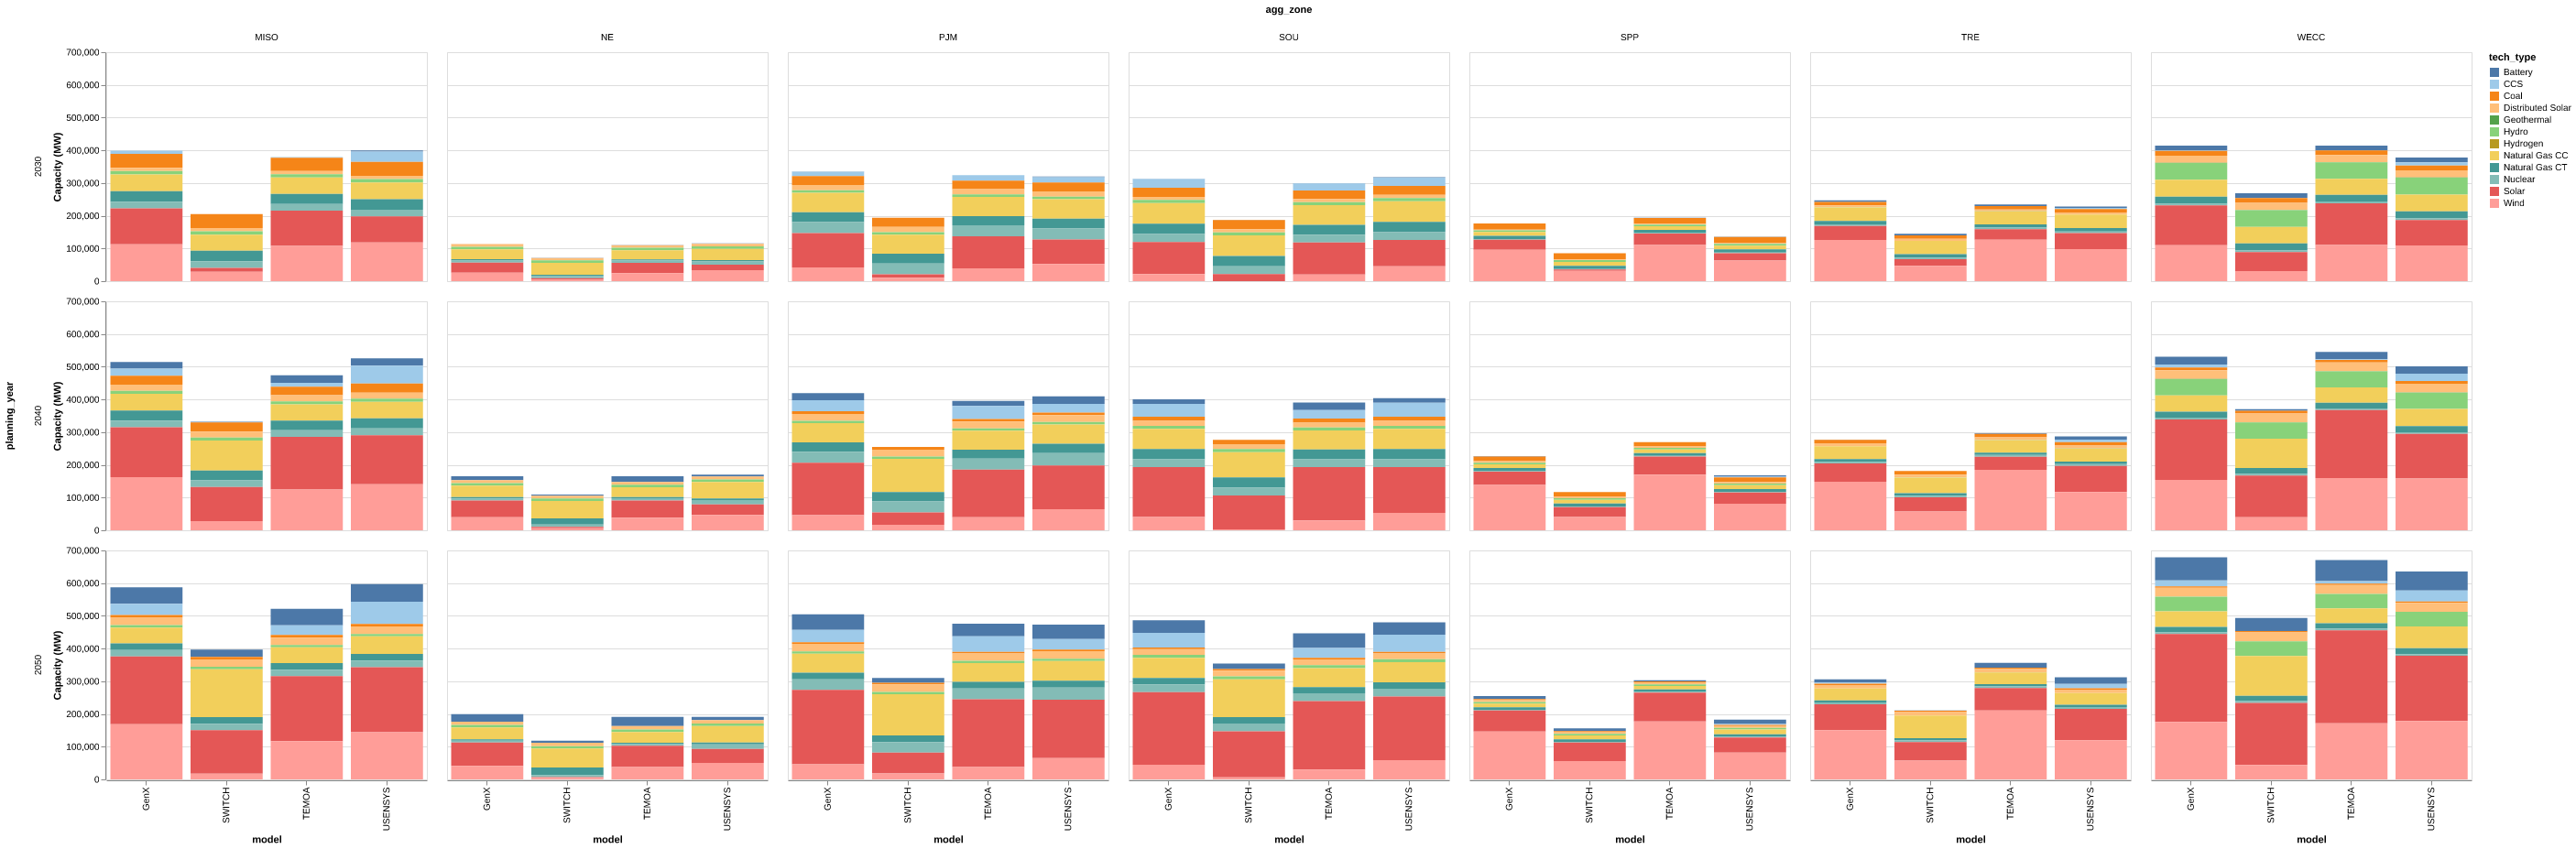 agg_zone
MISO NE PJM SOU SPP TRE WECC
planning_year
2030
Capacity (MW)
700,000
600,000
500,000
400,000
300,000
200,000
100,000
0
tech_type
Battery
CCS
Coal
Distributed Solar
Geothermal
Hydro
Hydrogen
Natural Gas CC
Natural Gas CT
Nuclear
Solar
Wind
2040
Capacity (MW)
700,000
600,000
500,000
400,000
300,000
200,000
100,000
0
2050
Capacity (MW)
700,000
600,000
500,000
400,000
300,000
200,000
100,000
0
GenX SWITCH TEMOA USENSYS GenX SWITCH TEMOA USENSYS GenX SWITCH TEMOA USENSYS GenX SWITCH TEMOA USENSYS GenX SWITCH TEMOA USENSYS GenX SWITCH TEMOA USENSYS GenX SWITCH TEMOA USENSYS
model model model model model model model